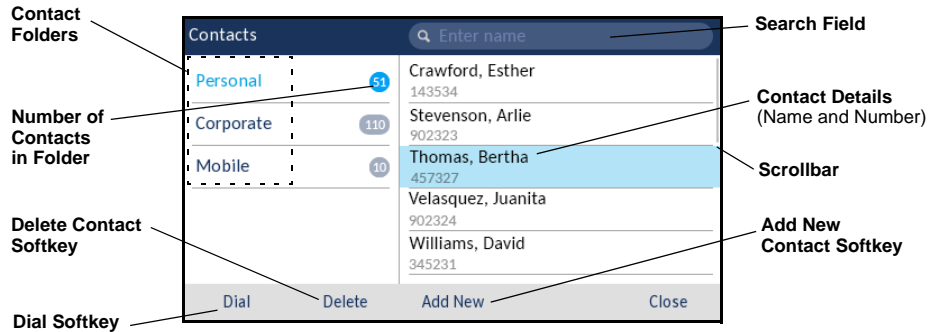 Contact
Folders
Number of
Contacts
in Folder
Delete Contact
Softkey
Dial Softkey
Contacts
Enter name
Personal 51
Corporate 110
Mobile 10
Crawford, Esther
143534
Stevenson, Arlie
902323
Thomas, Bertha
457327
Velasquez, Juanita
902324
Williams, David
345231
Dial Delete Add New Close
Search Field
Contact Details
(Name and Number)
Scrollbar
Add New
Contact Softkey